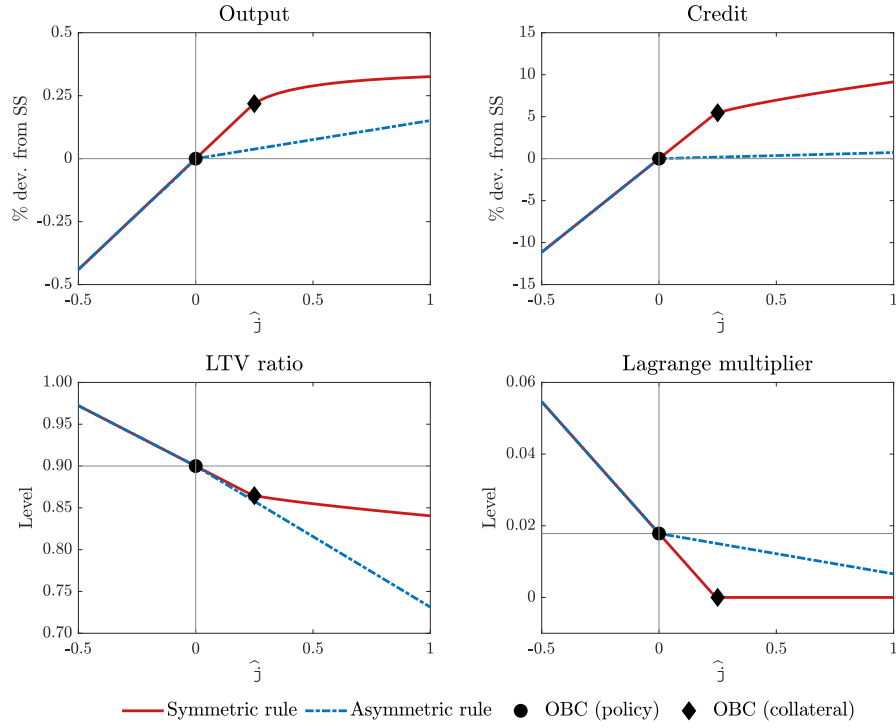 Output
% dev. from SS
0.5
0.25
0
-0.25
-0.5
-0.5 0 0.5 1
ĵ
Credit
% dev. from SS
15
10
5
0
-5
-10
-15
-0.5 0 0.5 1
ĵ
LTV ratio
Level
1.00
0.95
0.90
0.85
0.80
0.75
0.70
-0.5 0 0.5 1
ĵ
Lagrange multiplier
Level
0.06
0.04
0.02
0
-0.5 0 0.5 1
ĵ
Symmetric rule Asymmetric rule OBC (policy) OBC (collateral)